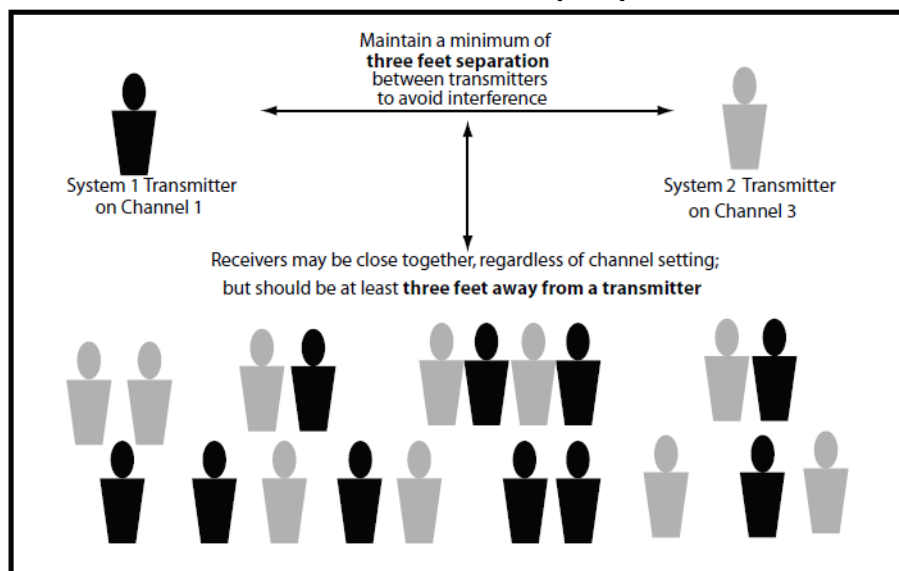 Maintain a minimum of
three feet separation
between transmitters
to avoid interference
System 1 Transmitter
on Channel 1
System 2 Transmitter
on Channel 3
Receivers may be close together, regardless of channel setting;
but should be at least three feet away from a transmitter